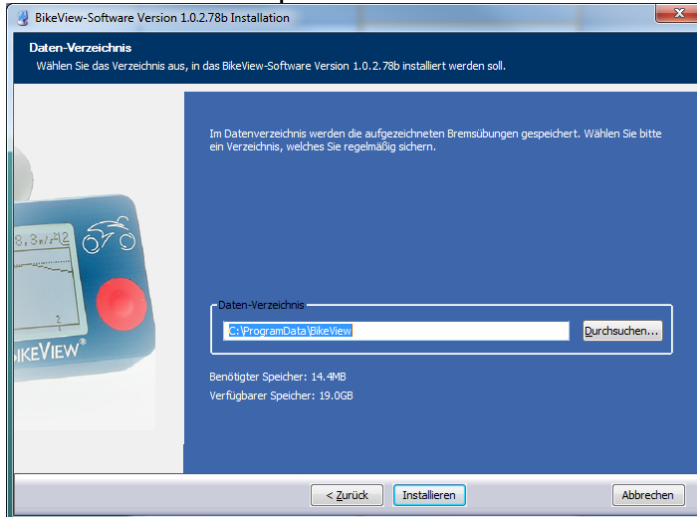 BikeView-Software Version 1.0.2.78b Installation
Daten-Verzeichnis
Wählen Sie das Verzeichnis aus, in das BikeView-Software Version 1.0.2.78b installiert werden soll.
Im Datenverzeichnis werden die aufgezeichneten Bremsübungen gespeichert. Wählen Sie bitte
ein Verzeichnis, welches Sie regelmäßig sichern.
Daten-Verzeichnis
C:\ProgramData\BikeView
Durchsuchen...
Benötigter Speicher: 14.4MB
Verfügbarer Speicher: 19.0GB
BIKEVIEW®
< Zurück
Installieren
Abbrechen